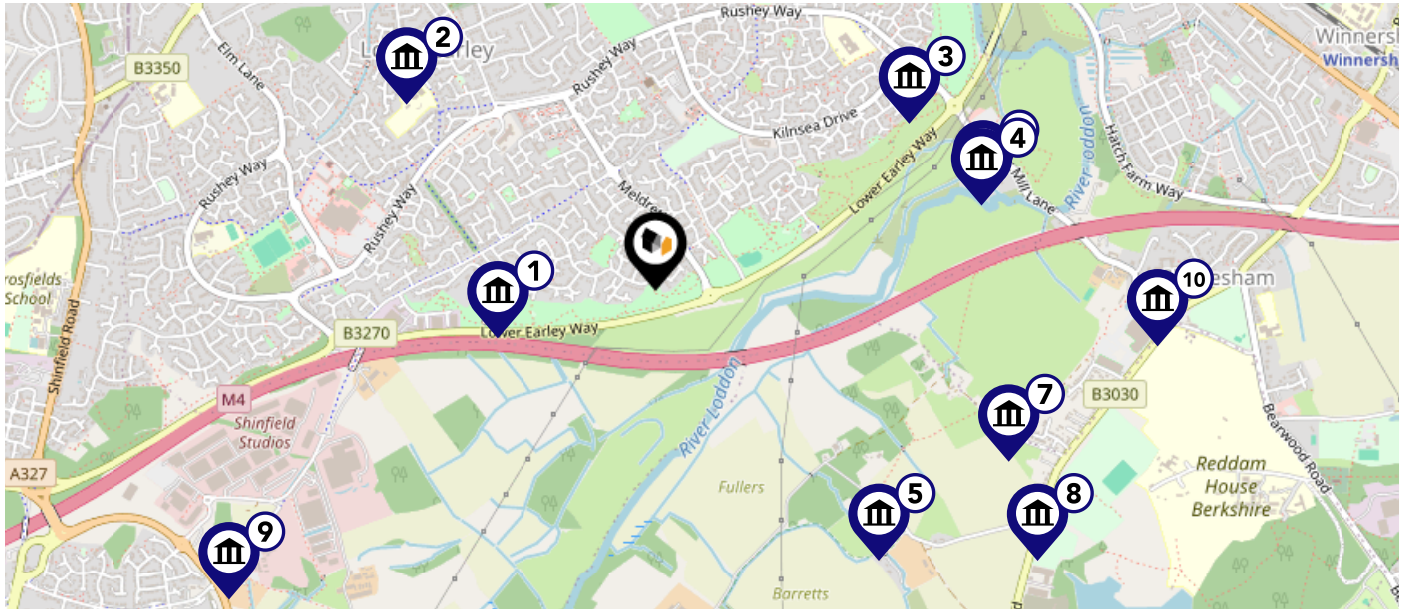 Rushey Way
Winnersh
Winnersh
B3350
Elm Lane
2
Rushey Way
3
Kilnsea Drive
4
River Loddon
Hatch Farm Way
Mill Lane
Lower Earley Way
Rushey Way
Rushey Way
Meldre
1
10
esham
rosfields
School
Shinfield Road
B3270
Lower Earley Way
M4
Shinfield
Studios
River Loddon
7
B3030
Bearwood Road
A327
Fullers
5
8
Reddam
House
Berkshire
9
Barretts